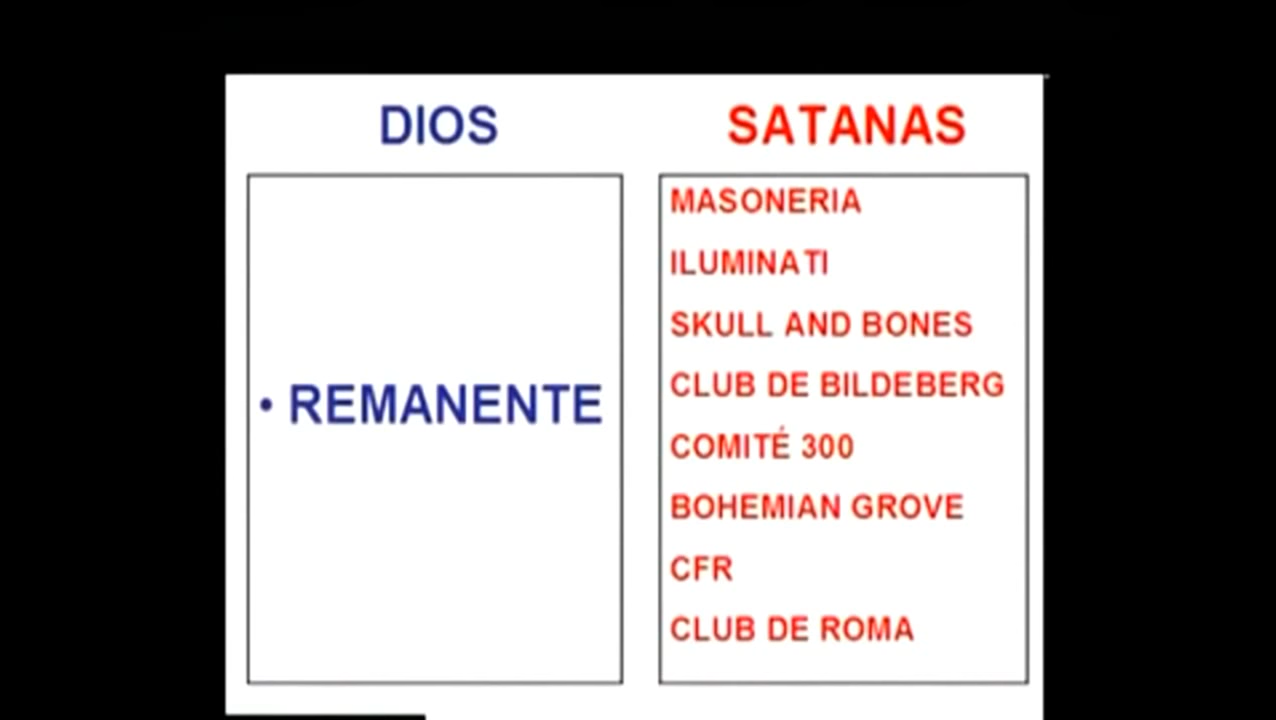 DIOS
SATANAS
• REMANENTE
MASONERIA
ILUMINATI
SKULL AND BONES
CLUB DE BILDEBERG
COMITÉ 300
BOHEMIAN GROVE
CFR
CLUB DE ROMA